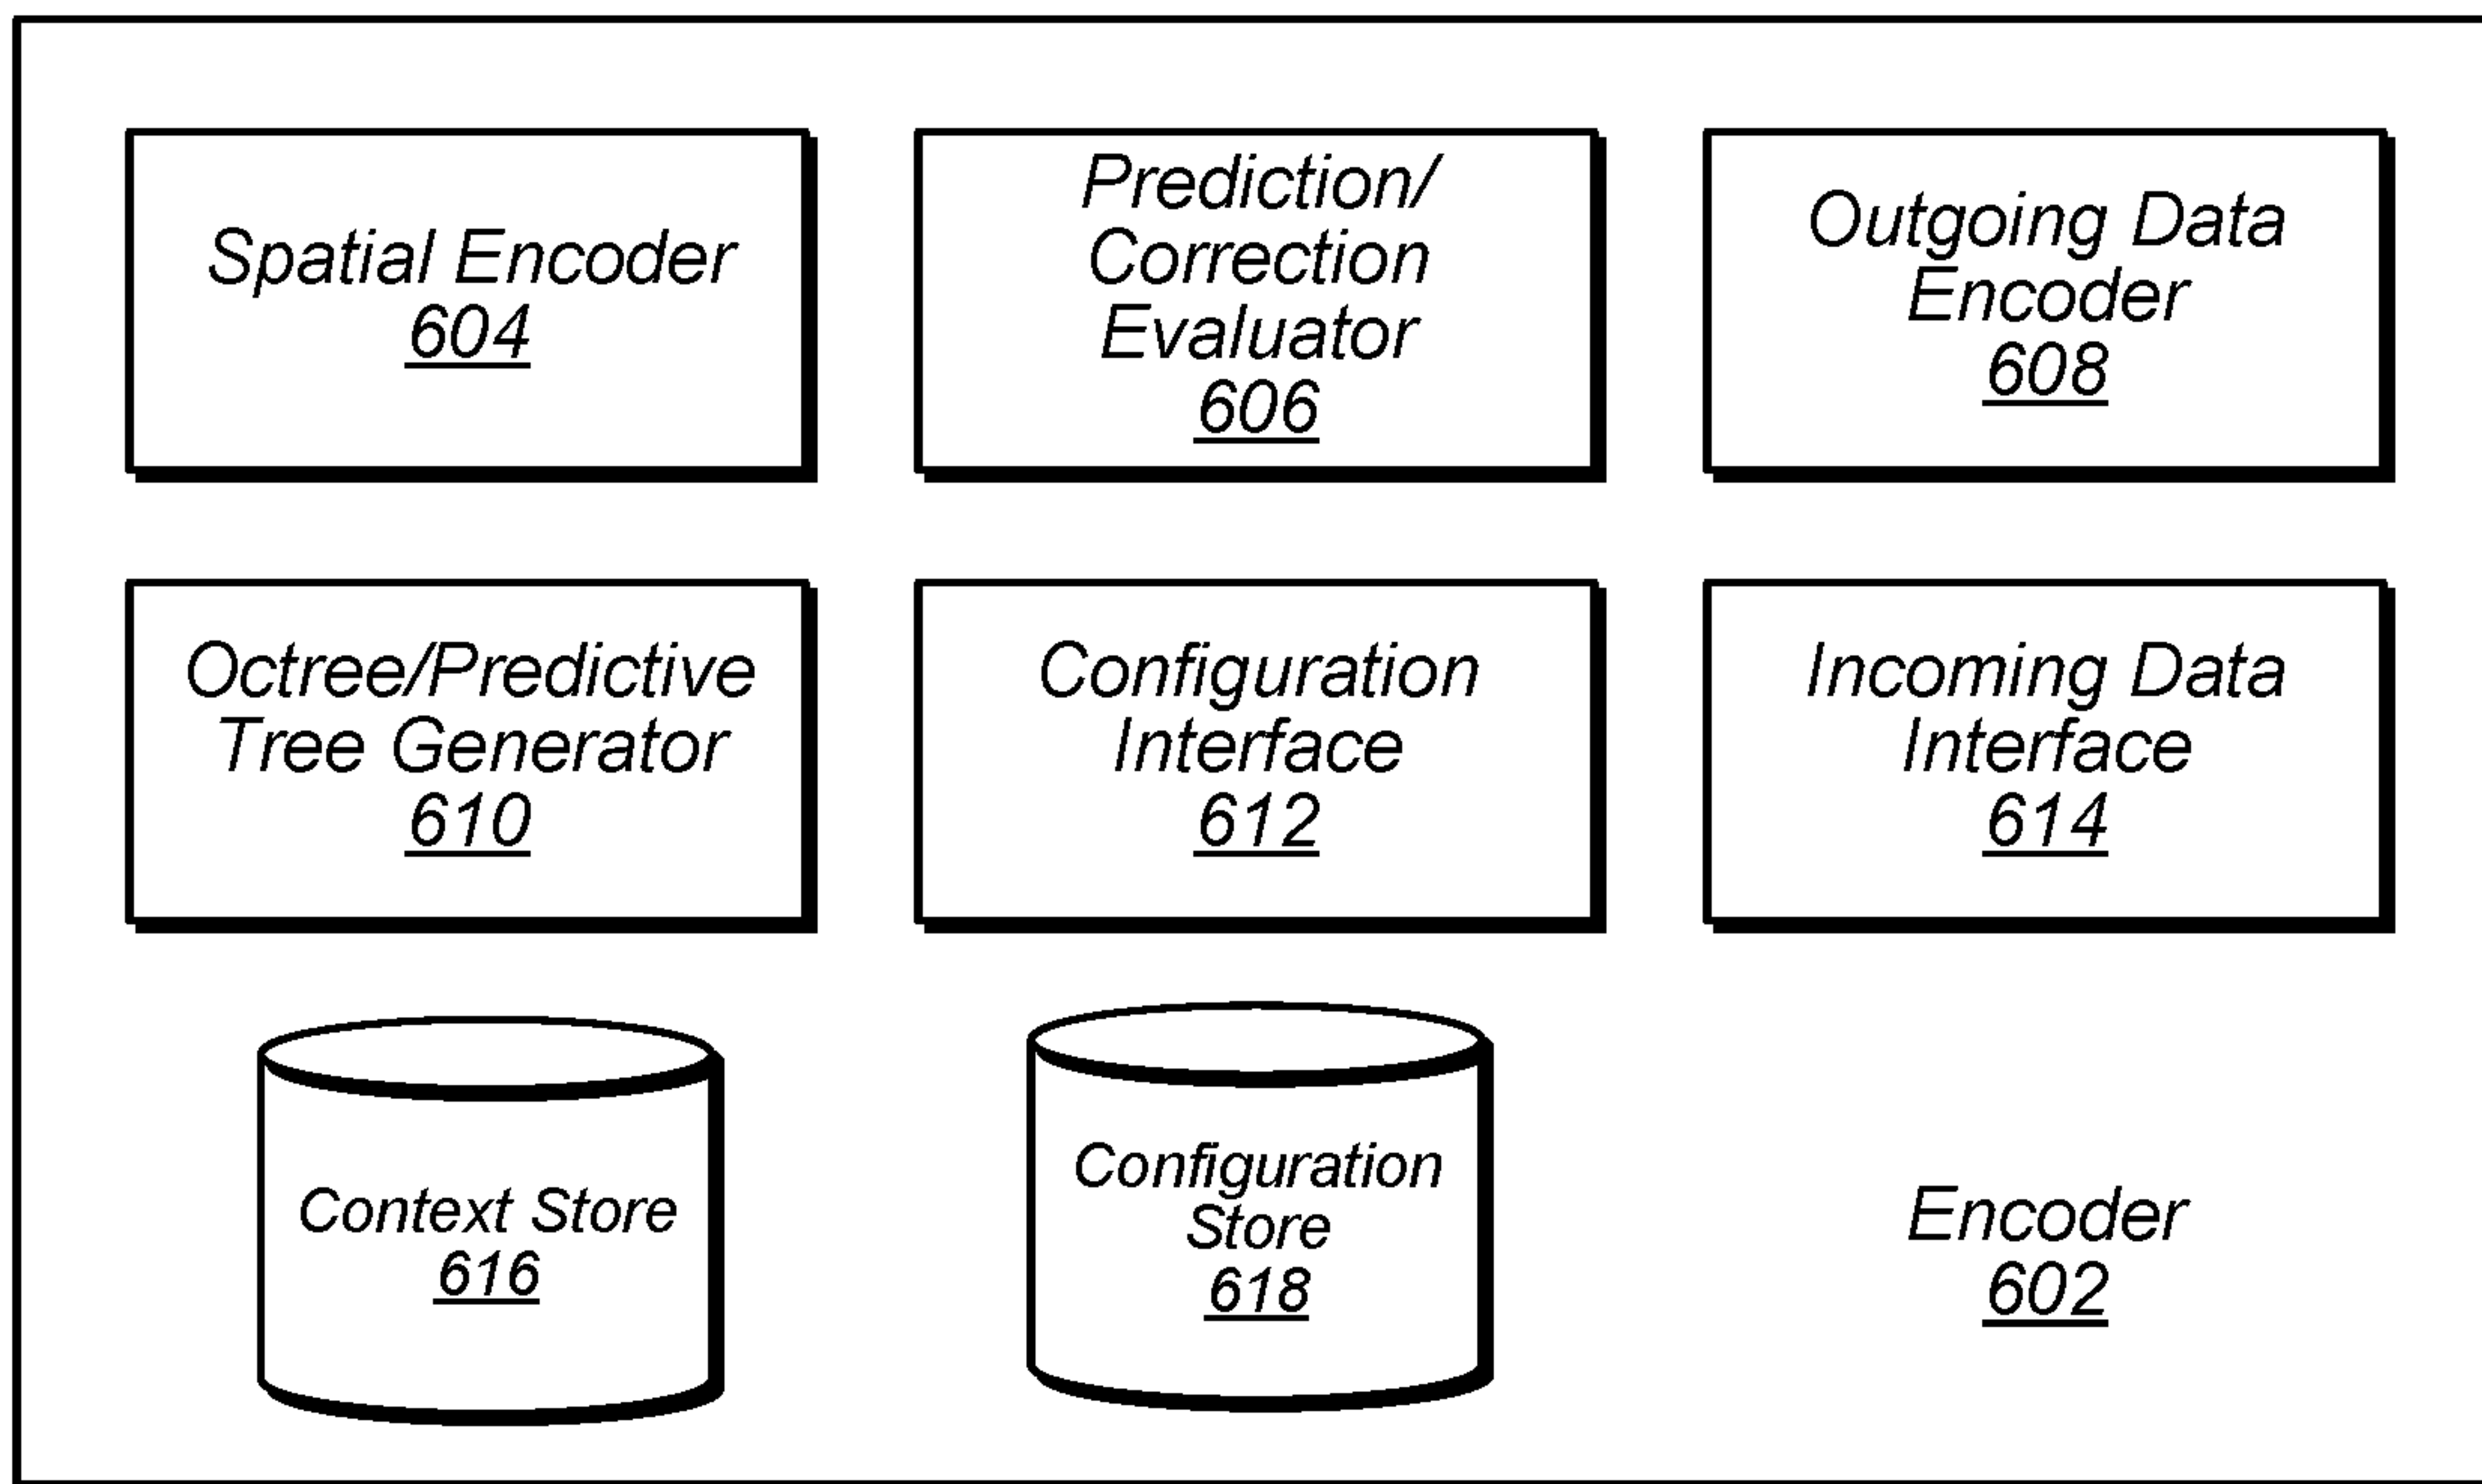 Spatial Encoder
604
Prediction/
Correction
Evaluator
606
Outgoing Data
Encoder
608
Octree/Predictive
Tree Generator
610
Configuration
Interface
612
Incoming Data
Interface
614
Context Store
616
Configuration
Store
618
Encoder
602